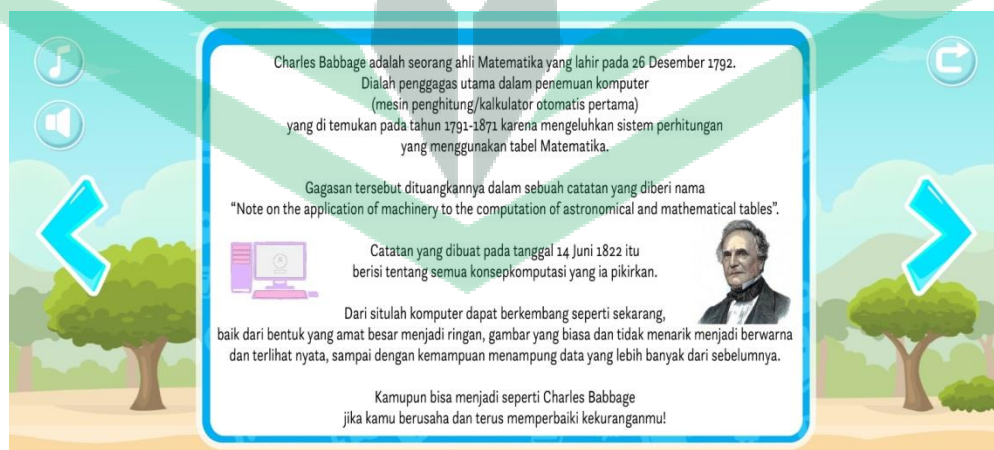 Charles Babbage adalah seorang ahli Matematika yang lahir pada 26 Desember 1792.
Dialah penggagas utama dalam penemuan komputer
(mesin penghitung/kalkulator otomatis pertama)
yang di temukan pada tahun 1791-1871 karena mengeluhkan sistem perhitungan
yang menggunakan tabel Matematika.
Gagasan tersebut dituangkannya dalam sebuah catatan yang diberi nama
“Note on the application of machinery to the computation of astronomical and mathematical tables”.
Catatan yang dibuat pada tanggal 14 Juni 1822 itu
berisi tentang semua konsepkomputasi yang ia pikirkan.
Dari situlah komputer dapat berkembang seperti sekarang,
baik dari bentuk yang amat besar menjadi ringan, gambar yang biasa dan tidak menarik menjadi berwarna
dan terlihat nyata, sampai dengan kemampuan menampung data yang lebih banyak dari sebelumnya.
Kamupun bisa menjadi seperti Charles Babbage
jika kamu berusaha dan terus memperbaiki kekuranganmu!